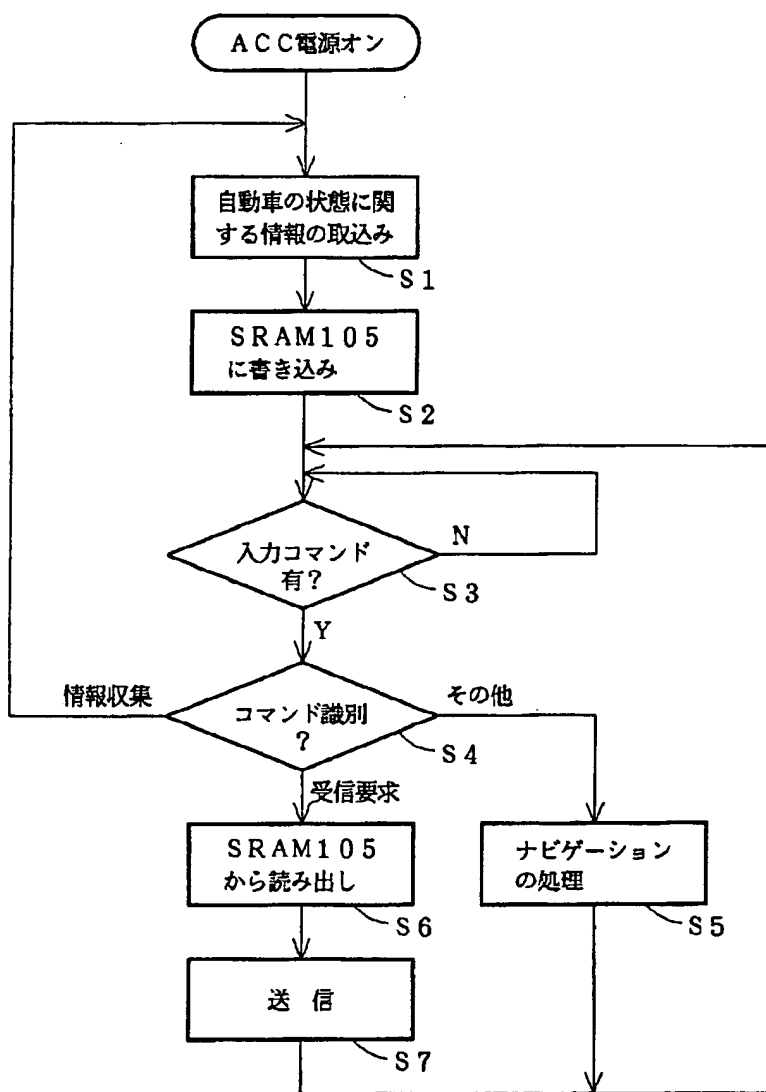 ACC電源オン
自動車の状態に関
する情報の取込み
S1
SRAM105
に書き込み
S2
入力コマンド
有？
N
S3
Y
情報収集
コマンド識別
？
その他
S4
受信要求
SRAM105
から読み出し
S6
ナビゲーション
の処理
S5
送 信
S7